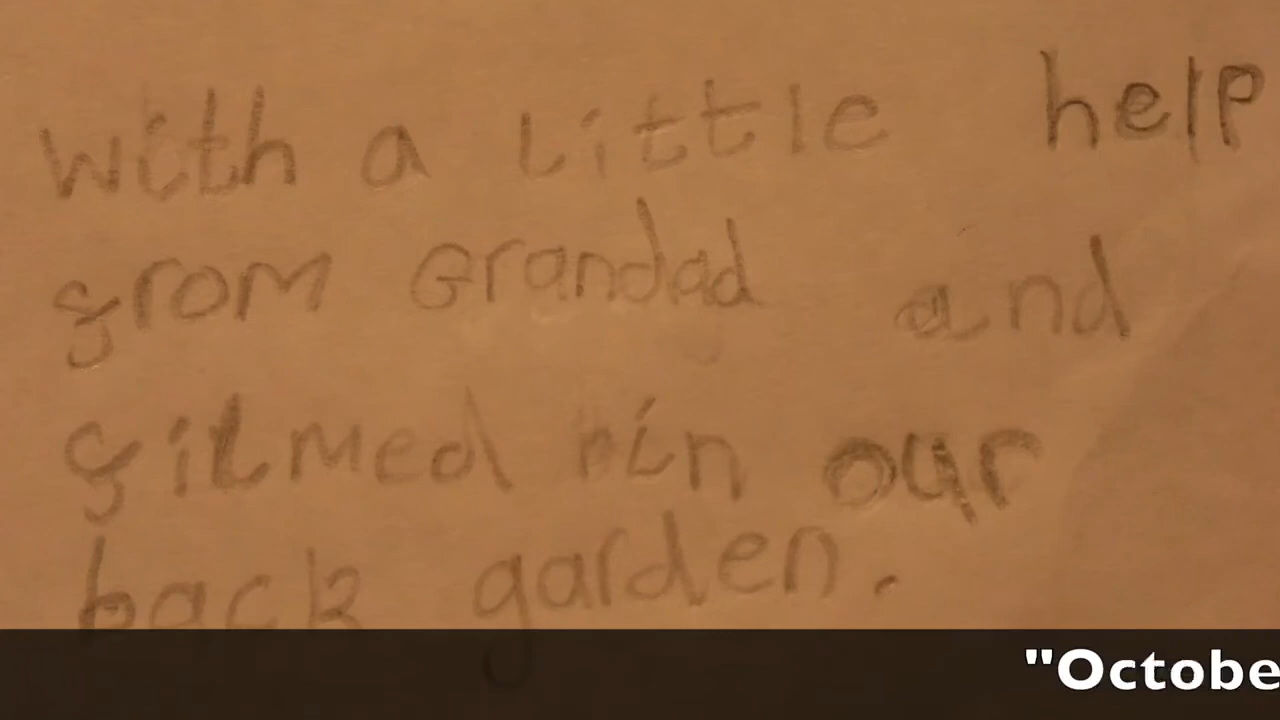 With a little help
from Grandad and
filmed in our
back garden.
"Octobe